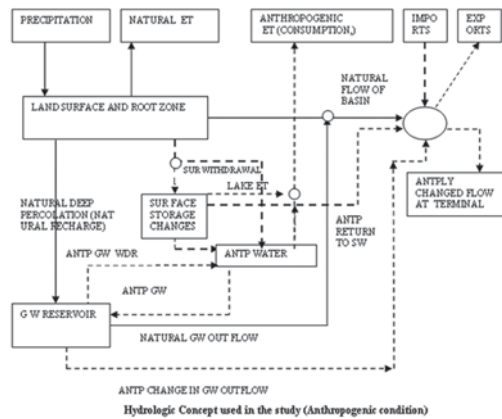 PRECIPITATION
NATURAL ET
ANTHROPOGENIC
ET (CONSUMPTION,)
IMPO
RTS
EXP
ORTS
NATURAL
FLOW OF
BASIN
LAND SURFACE AND ROOT ZONE
SUR WITHDRAWAL
LAKE ET
NATURAL DEEP
PERCOLATION (NAT
URAL RECHARGE)
SUR FACE
STORAGE
CHANGES
ANTP
RETURN
TO SW
ANTPLY
CHANGED FLOW
AT TERMINAL
ANTP GW WDR
ANTP WATER
ANTP GW
G W RESERVOIR
NATURAL GW OUT FLOW
ANTP CHANGE IN GW OUTFLOW
Hydrologic Concept used in the study (Anthropogenic condition)